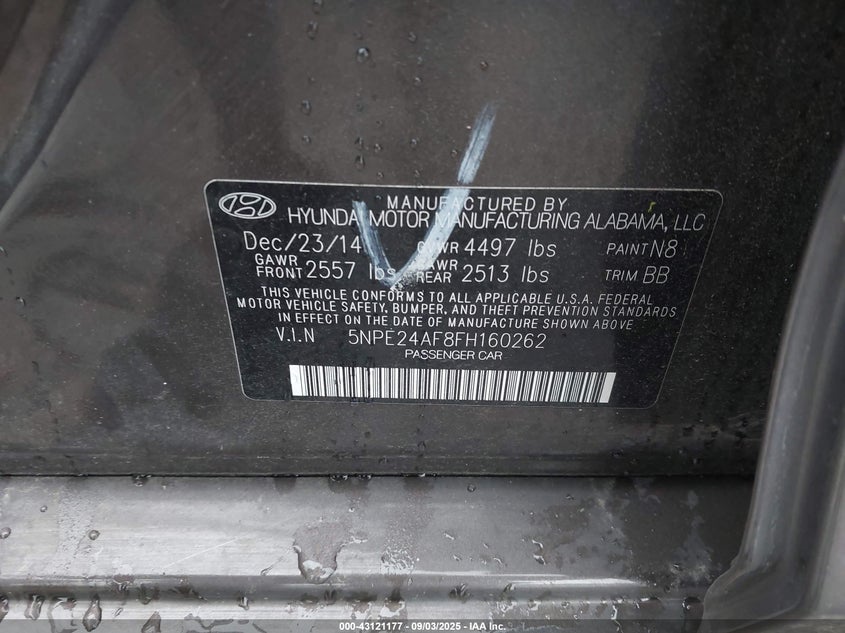 MANUFACTURED BY
HYUNDAI MOTOR MANUFACTURING ALABAMA, LLC
Dec/23/14 GVWR 4497 lbs PAINT N8
GAWR FRONT 2557 lbs GAWR REAR 2513 lbs TRIM BB
THIS VEHICLE CONFORMS TO ALL APPLICABLE U.S.A. FEDERAL
MOTOR VEHICLE SAFETY, BUMPER, AND THEFT PREVENTION STANDARDS
IN EFFECT ON THE DATE OF MANUFACTURE SHOWN ABOVE
V.I.N 5NPE24AF8FH160262
PASSENGER CAR
000-43121177 - 09/03/2025 - IAA Inc.